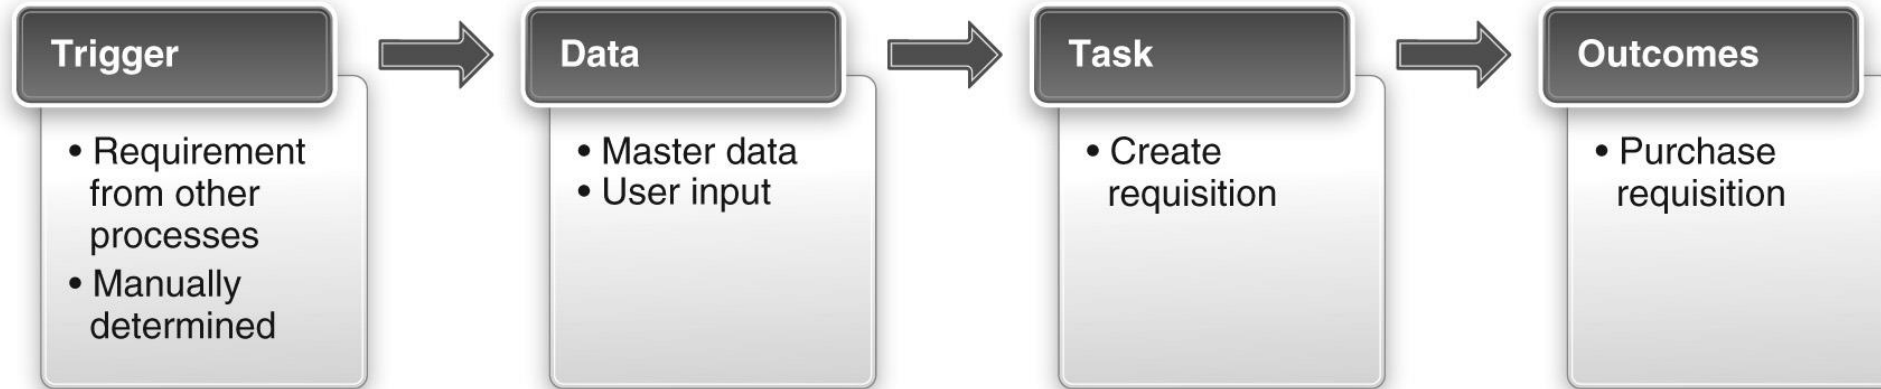 Trigger
• Requirement
from other
processes
• Manually
determined
Data
• Master data
• User input
Task
• Create
requisition
Outcomes
• Purchase
requisition